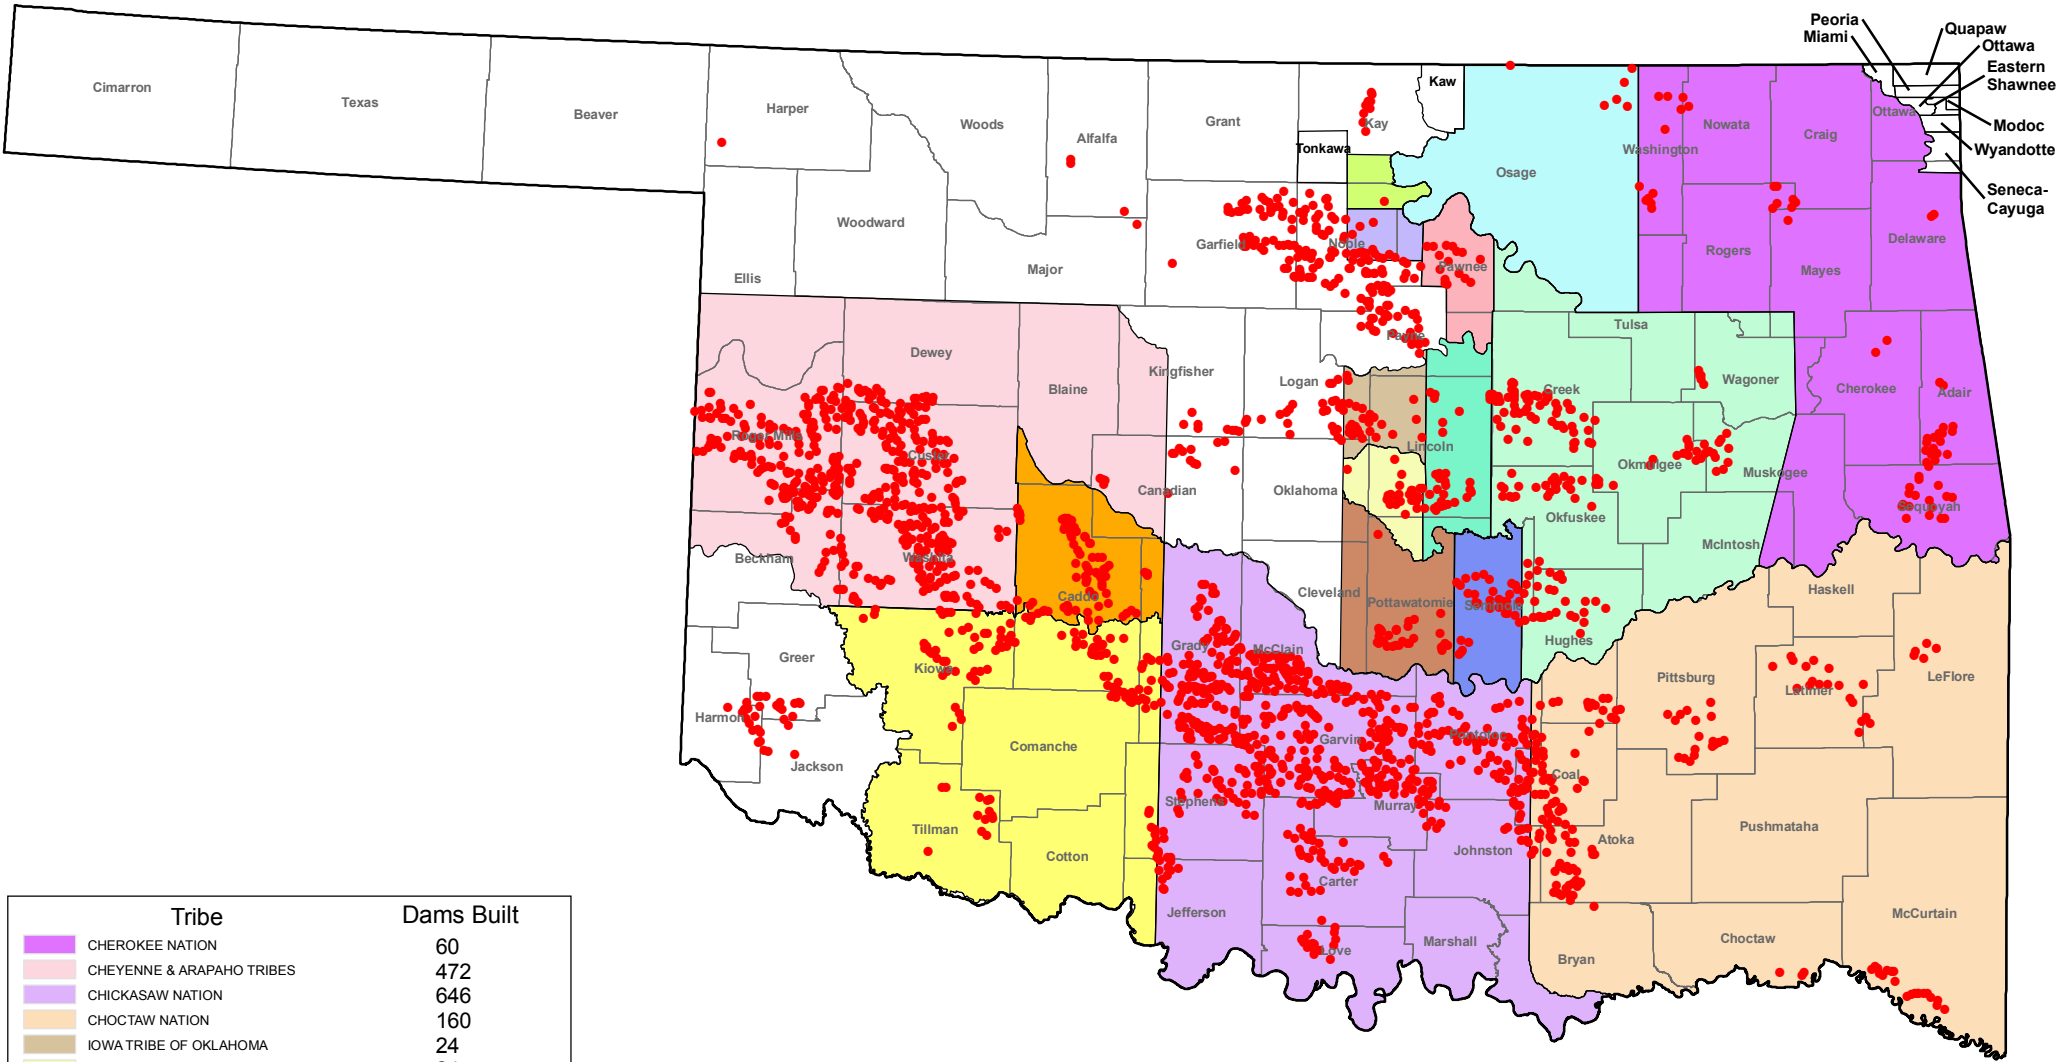 Peoria
Miami
Quapaw
Ottawa
Eastern
Shawnee
Modoc
Wyandotte
Seneca-
Cayuga
Kaw
Tonkawa
Cimarron
Texas
Beaver
Harper
Woods
Alfalfa
Grant
Kay
Osage
Washington
Nowata
Craig
Ottawa
Woodward
Ellis
Major
Garfield
Noble
Pawnee
Rogers
Mayes
Delaware
Dewey
Blaine
Kingfisher
Logan
Payne
Tulsa
Creek
Wagoner
Cherokee
Adair
Roger Mills
Custer
Canadian
Oklahoma
Lincoln
Okmulgee
Muskogee
Okfuskee
Sequoyah
McIntosh
Beckham
Washita
Caddo
Cleveland
Pottawatomie
Seminole
Hughes
Haskell
Greer
Kiowa
Grady
McClain
Pittsburg
Latimer
LeFlore
Harmon
Jackson
Comanche
Garvin
Pontotoc
Coal
Stephens
Murray
Tillman
Cotton
Johnston
Atoka
Pushmataha
Carter
Jefferson
Love
Marshall
Bryan
Choctaw
McCurtain
Tribe Dams Built
CHEROKEE NATION 60
CHEYENNE & ARAPAHO TRIBES 472
CHICKASAW NATION 646
CHOCTAW NATION 160
IOWA TRIBE OF OKLAHOMA 24